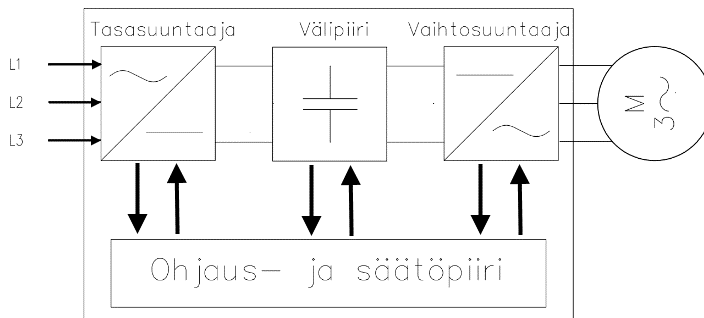 Tasasuuntaaja Välipiiri Vaihtosuuntaaja
L1
L2
L3
M
3~
Ohjaus- ja säätöpiiri